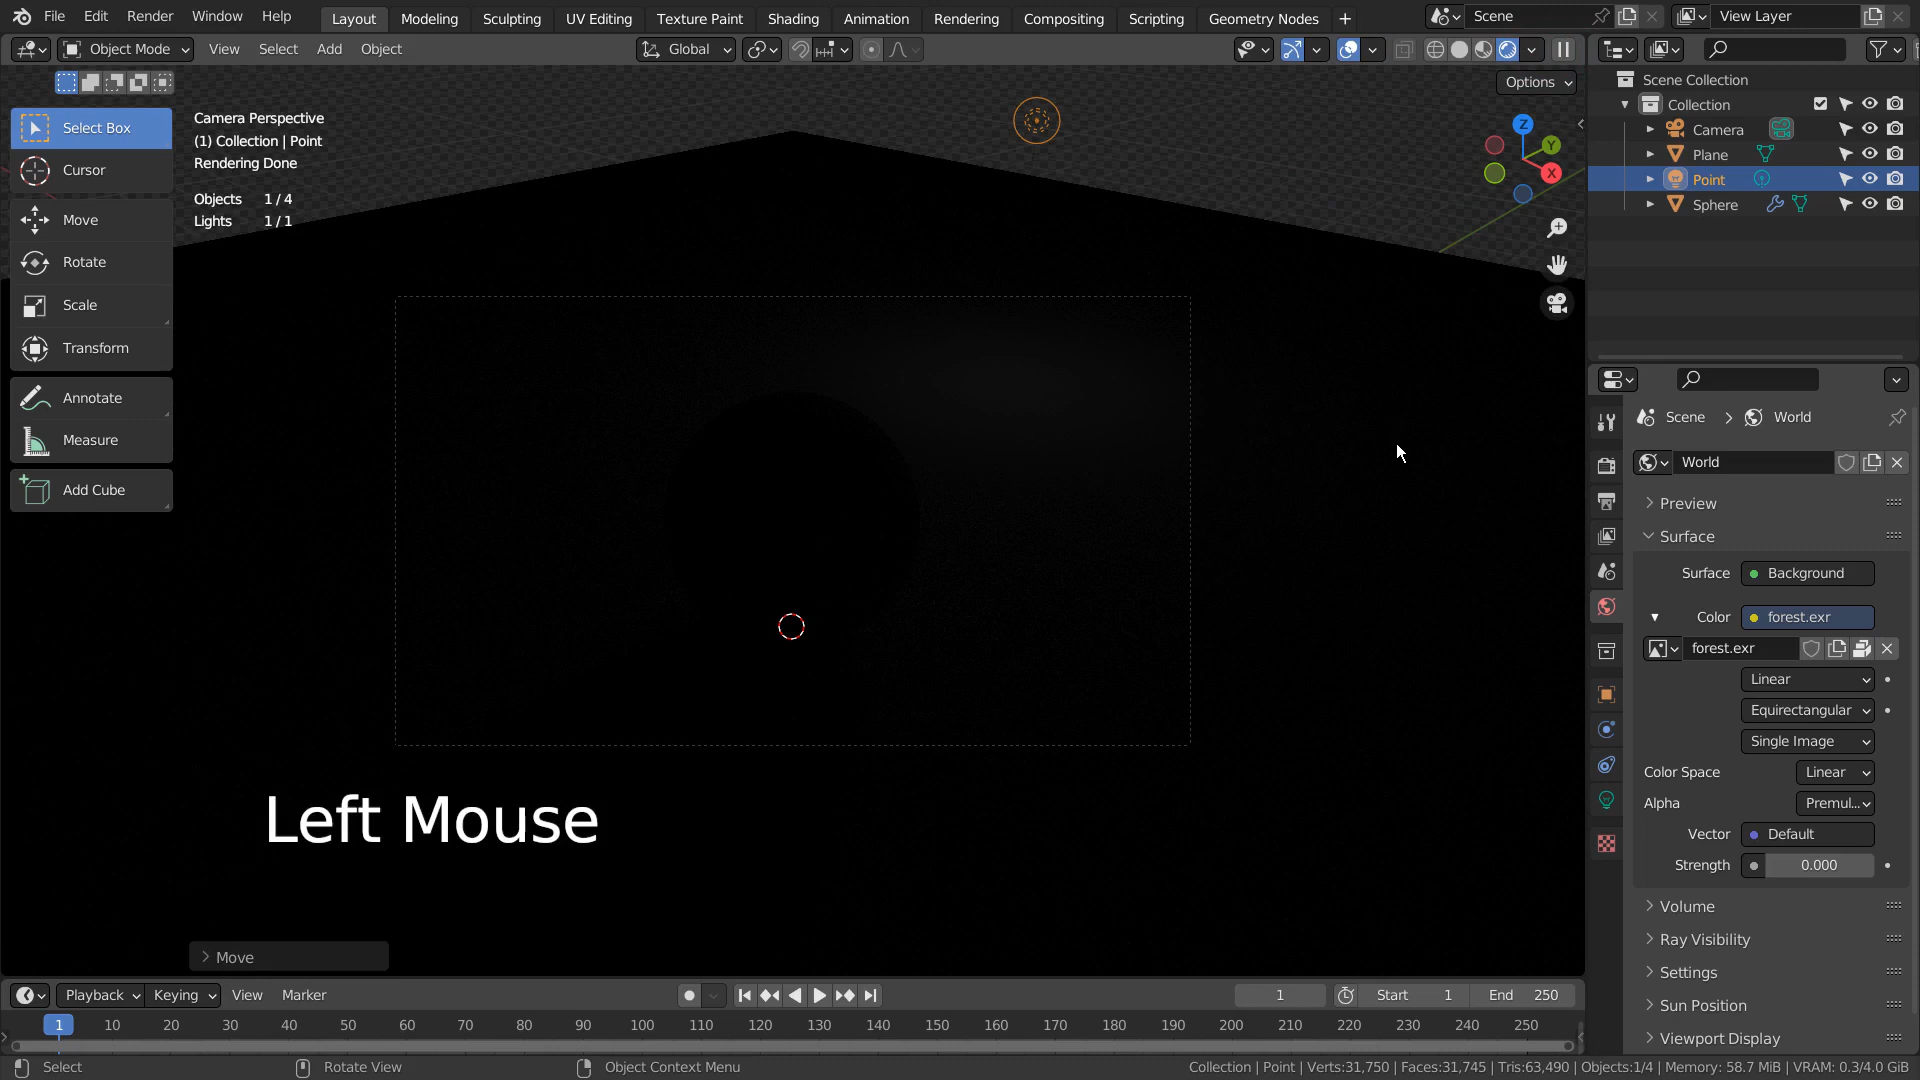 File Edit Render Window Help Layout Modeling Sculpting UV Editing Texture Paint Shading Animation Rendering Compositing Scripting Geometry Nodes + Scene View Layer
Object Mode View Select Add Object Global
Options
Select Box
Cursor
Move
Rotate
Scale
Transform
Annotate
Measure
Add Cube
Camera Perspective
(1) Collection | Point
Rendering Done
Objects 1 / 4
Lights 1 / 1
Z
Y
X
Left Mouse
Move
Scene Collection
Collection
Camera
Plane
Point
Sphere
Scene > World
World
Preview
Surface
Surface Background
Color forest.exr
forest.exr
Linear
Equirectangular
Single Image
Color Space Linear
Alpha Premul...
Vector Default
Strength 0.000
Volume
Ray Visibility
Settings
Sun Position
Viewport Display
Playback Keying View Marker 1 Start 1 End 250
1 10 20 30 40 50 60 70 80 90 100 110 120 130 140 150 160 170 180 190 200 210 220 230 240 250
Select Rotate View Object Context Menu Collection | Point | Verts:31,750 | Faces:31,745 | Tris:63,490 | Objects:1/4 | Memory: 58.7 MiB | VRAM: 0.3/4.0 GiB